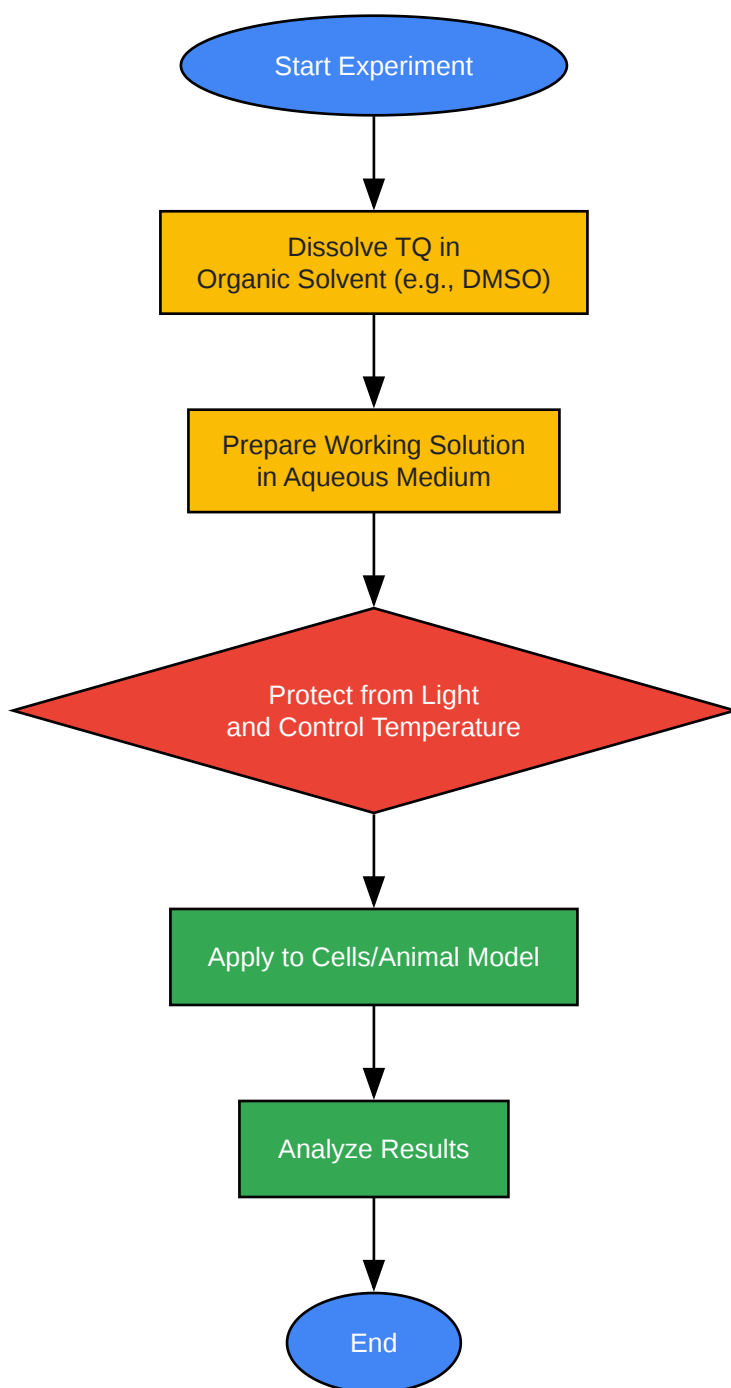 Start Experiment
Dissolve TQ in
Organic Solvent (e.g., DMSO)
Prepare Working Solution
in Aqueous Medium
Protect from Light
and Control Temperature
Apply to Cells/Animal Model
Analyze Results
End